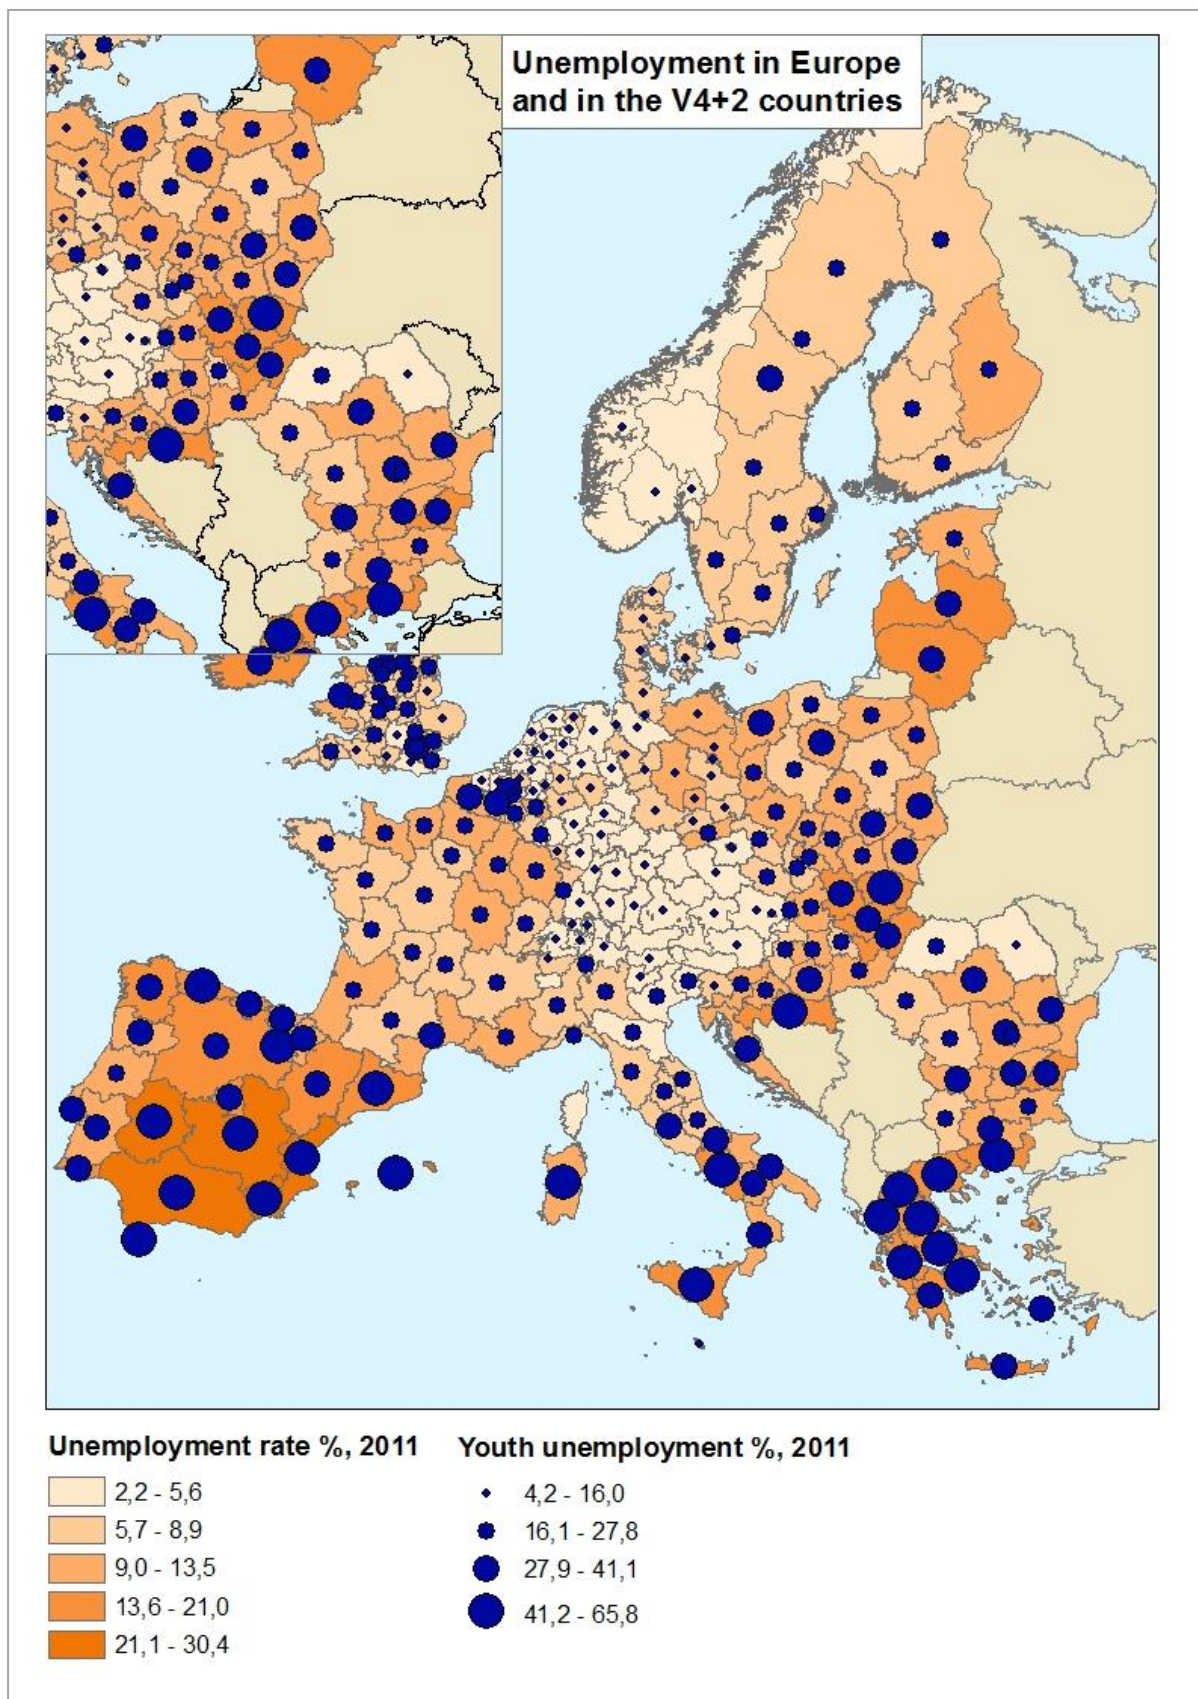 Unemployment in Europe
and in the V4+2 countries
Unemployment rate %, 2011
2,2 - 5,6
5,7 - 8,9
9,0 - 13,5
13,6 - 21,0
21,1 - 30,4
Youth unemployment %, 2011
4,2 - 16,0
16,1 - 27,8
27,9 - 41,1
41,2 - 65,8